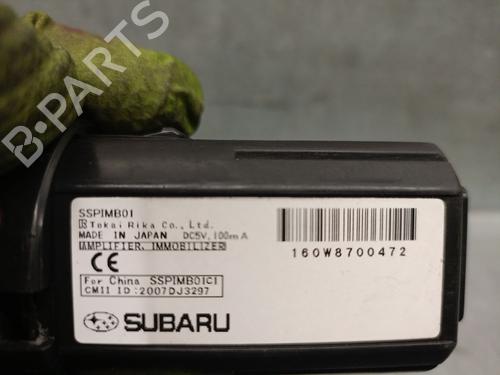 B-PARTS
SSPIMB01
Tokai Rika Co., Ltd.
MADE IN JAPAN DC5V, 100mA
AMPLIFIER, IMMOBILIZER
CE
For China SSPIMB01CI
CMII ID:2007DJ3297
SUBARU
160W8700472